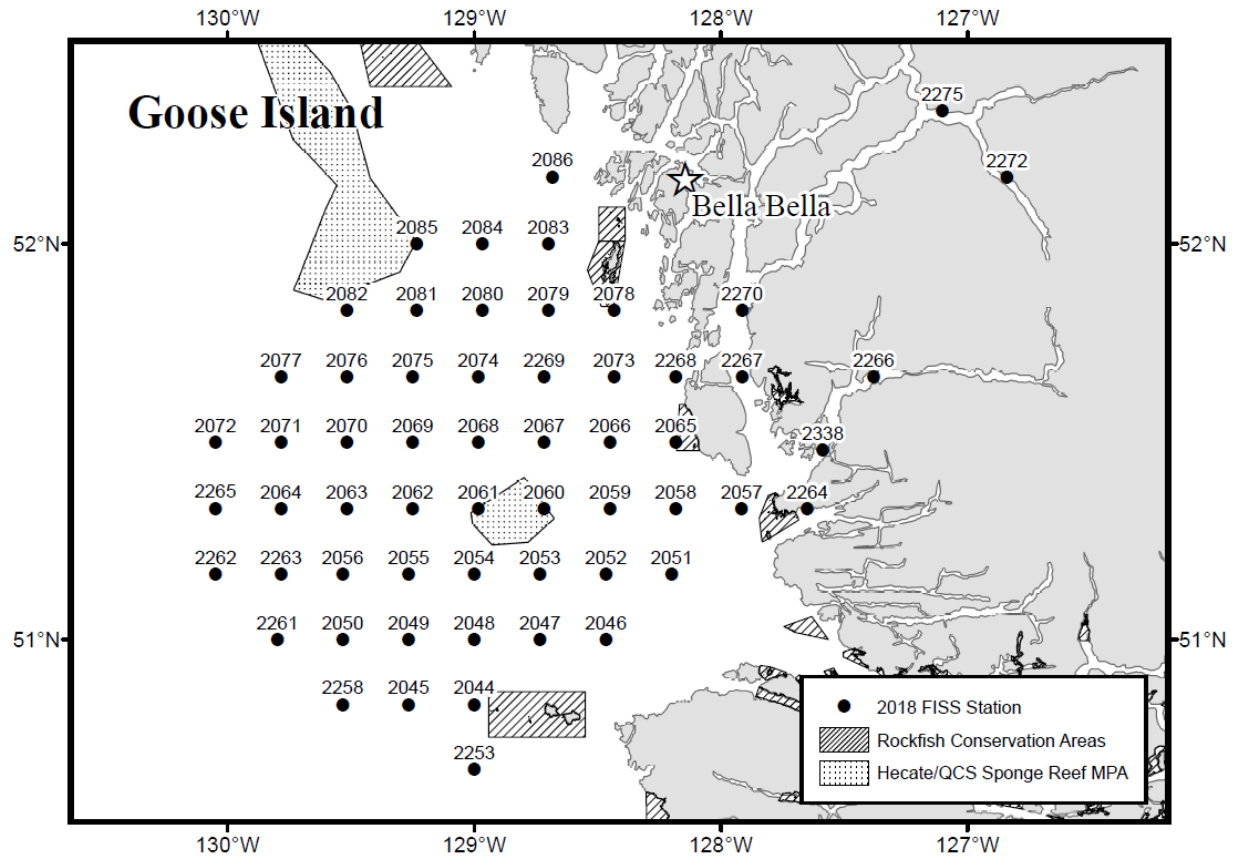 130°W 129°W 128°W 127°W
2275
Goose Island
2086 2272
Bella Bella
52°N 2085 2084 2083 52°N
2082 2081 2080 2079 2078 2270
2077 2076 2075 2074 2269 2073 2268 2267 2266
2072 2071 2070 2069 2068 2067 2066 2065 2338
2265 2064 2063 2062 2061 2060 2059 2058 2057 2264
2262 2263 2056 2055 2054 2053 2052 2051
51°N 2261 2050 2049 2048 2047 2046 51°N
2258 2045 2044
2018 FISS Station
Rockfish Conservation Areas
2253
Hecate/QCS Sponge Reef MPA
130°W 129°W 128°W 127°W